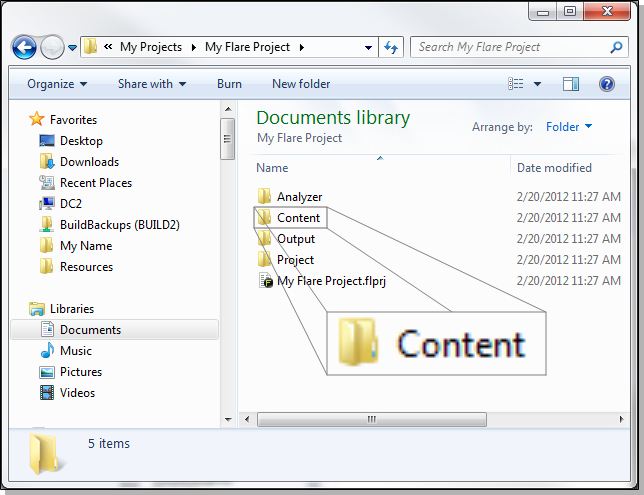 « My Projects ▸ My Flare Project ▸ Search My Flare Project
Organize ▼ Share with ▼ Burn New folder
Favorites
Desktop
Downloads
Recent Places
DC2
BuildBackups (BUILD2)
My Name
Resources
Libraries
Documents
Music
Pictures
Videos
Documents library
My Flare Project
Arrange by: Folder ▼
Name Date modified
Analyzer 2/20/2012 11:27 AM
Content 2/20/2012 11:27 AM
Output 2/20/2012 11:27 AM
Project 2/20/2012 11:27 AM
My Flare Project.flprj 2/20/2012 11:27 AM
Content
5 items